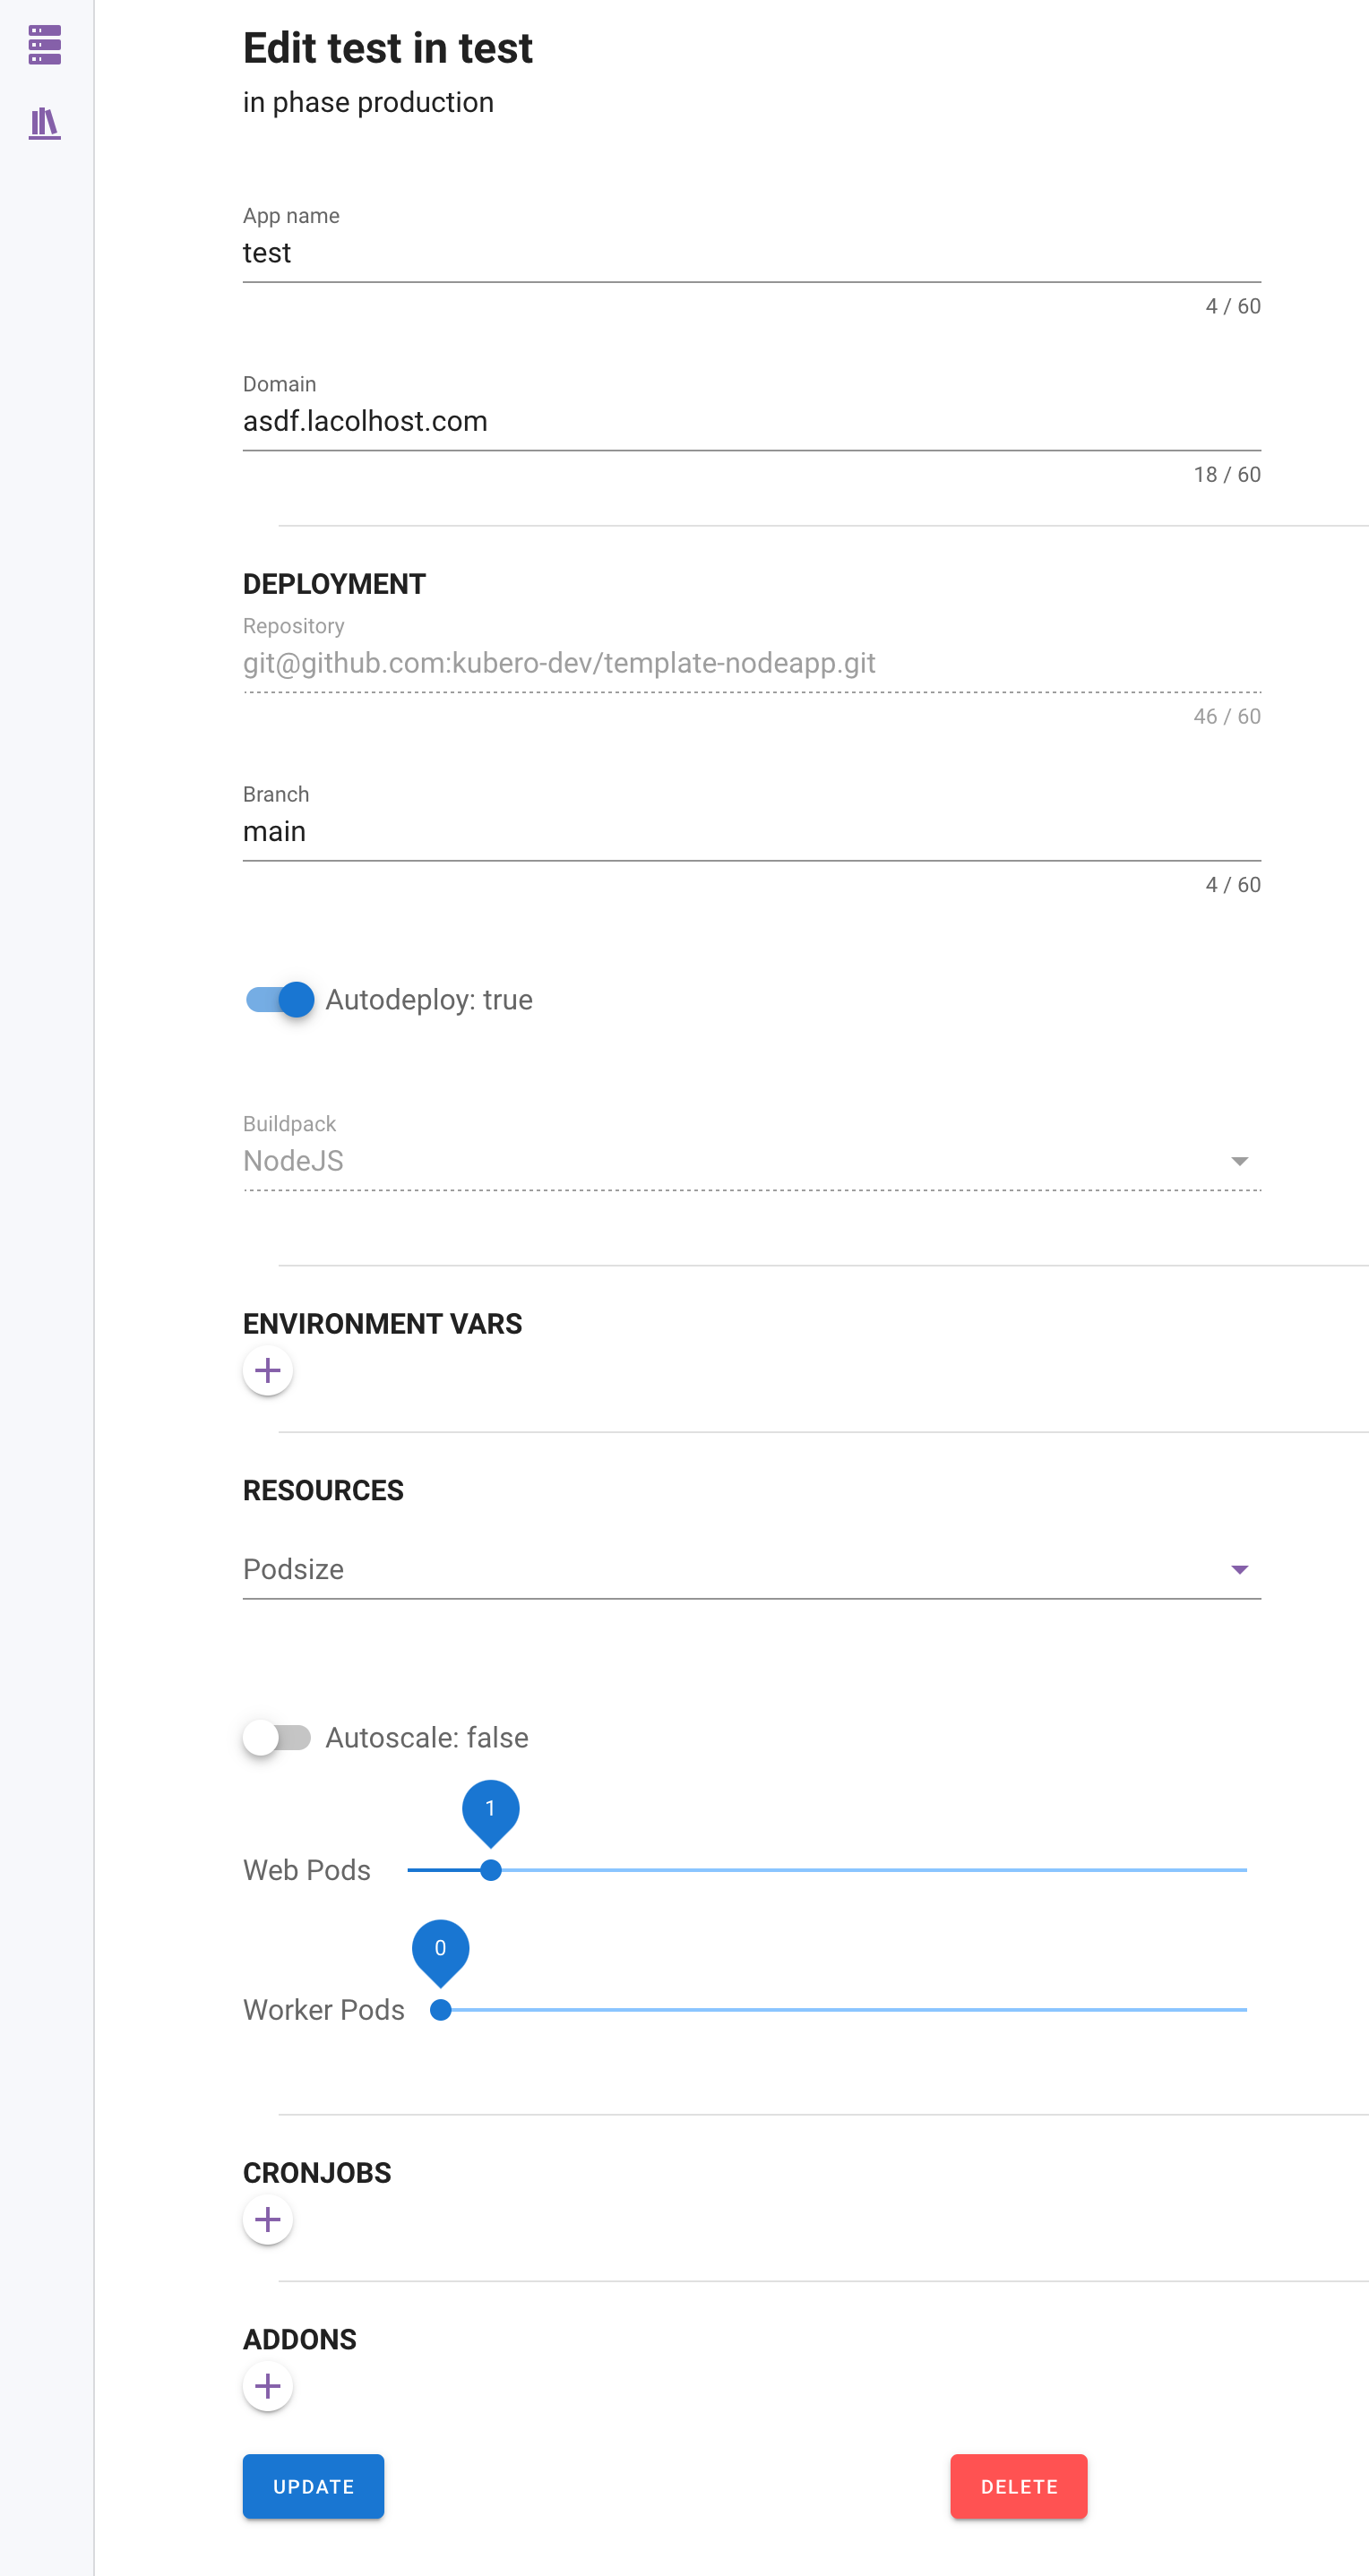 Edit test in test
in phase production
App name
test
4 / 60
Domain
asdf.lacolhost.com
18 / 60
DEPLOYMENT
Repository
git@github.com:kubero-dev/template-nodeapp.git
46 / 60
Branch
main
4 / 60
Autodeploy: true
Buildpack
NodeJS
ENVIRONMENT VARS
RESOURCES
Podsize
Autoscale: false
1
Web Pods
0
Worker Pods
CRONJOBS
ADDONS
UPDATE
DELETE